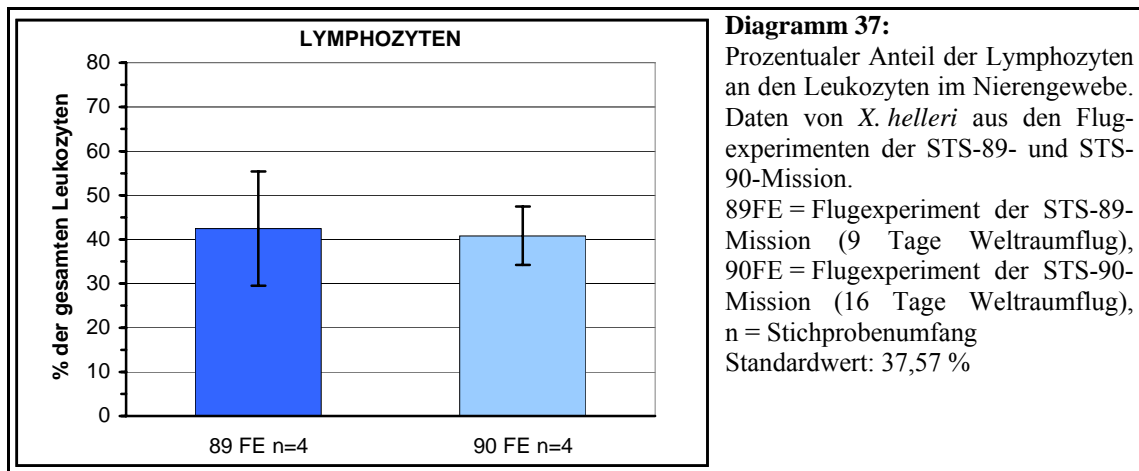 LYMPHOZYTEN
% der gesamten Leukozyten
80
70
60
50
40
30
20
10
0
89 FE n=4
90 FE n=4
Diagramm 37:
Prozentualer Anteil der Lymphozyten
an den Leukozyten im Nierengewebe.
Daten von X. helleri aus den Flug-
experimenten der STS-89- und STS-
90-Mission.
89FE = Flugexperiment der STS-89-
Mission (9 Tage Weltraumflug),
90FE = Flugexperiment der STS-90-
Mission (16 Tage Weltraumflug),
n = Stichprobenumfang
Standardwert: 37,57 %